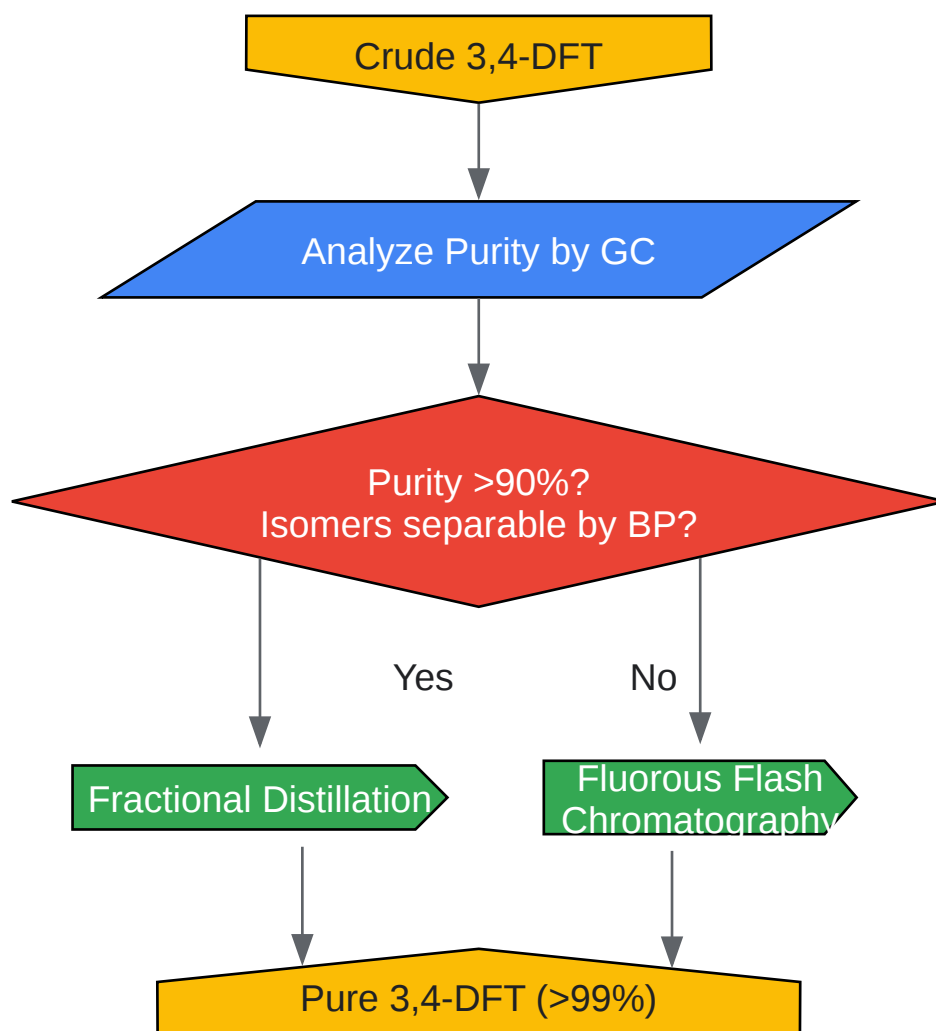 Crude 3,4-DFT
Analyze Purity by GC
Purity >90%?
Isomers separable by BP?
Yes
No
Fractional Distillation
Fluorous Flash
Chromatography
Pure 3,4-DFT (>99%)